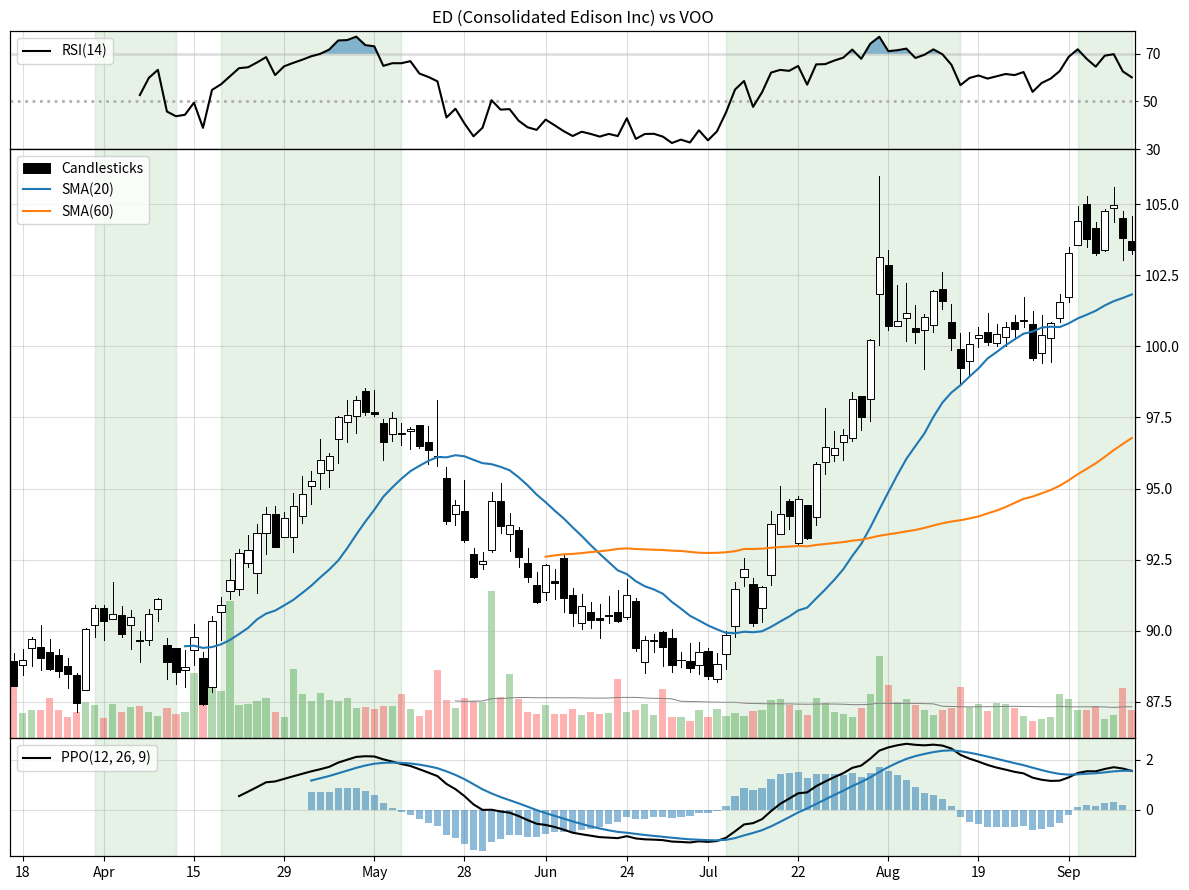 ED (Consolidated Edison Inc) vs VOO
RSI(14)
70
50
30
Candlesticks
SMA(20)
SMA(60)
105.0
102.5
100.0
97.5
95.0
92.5
90.0
87.5
PPO(12, 26, 9)
2
0
18 Apr 15 29 May 28 Jun 24 Jul 22 Aug 19 Sep